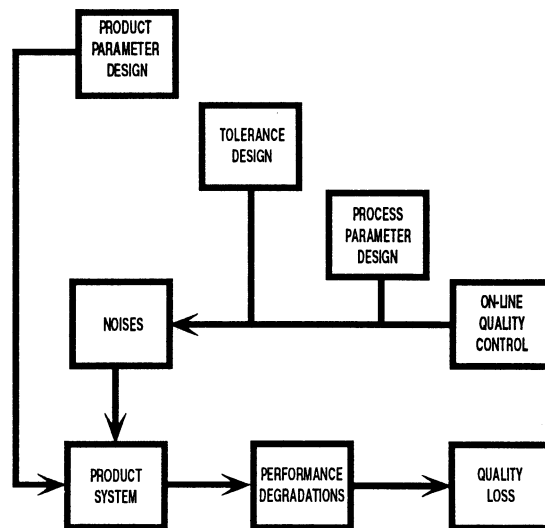 PRODUCT
PARAMETER
DESIGN
TOLERANCE
DESIGN
PROCESS
PARAMETER
DESIGN
NOISES
ON-LINE
QUALITY
CONTROL
PRODUCT
SYSTEM
PERFORMANCE
DEGRADATIONS
QUALITY
LOSS